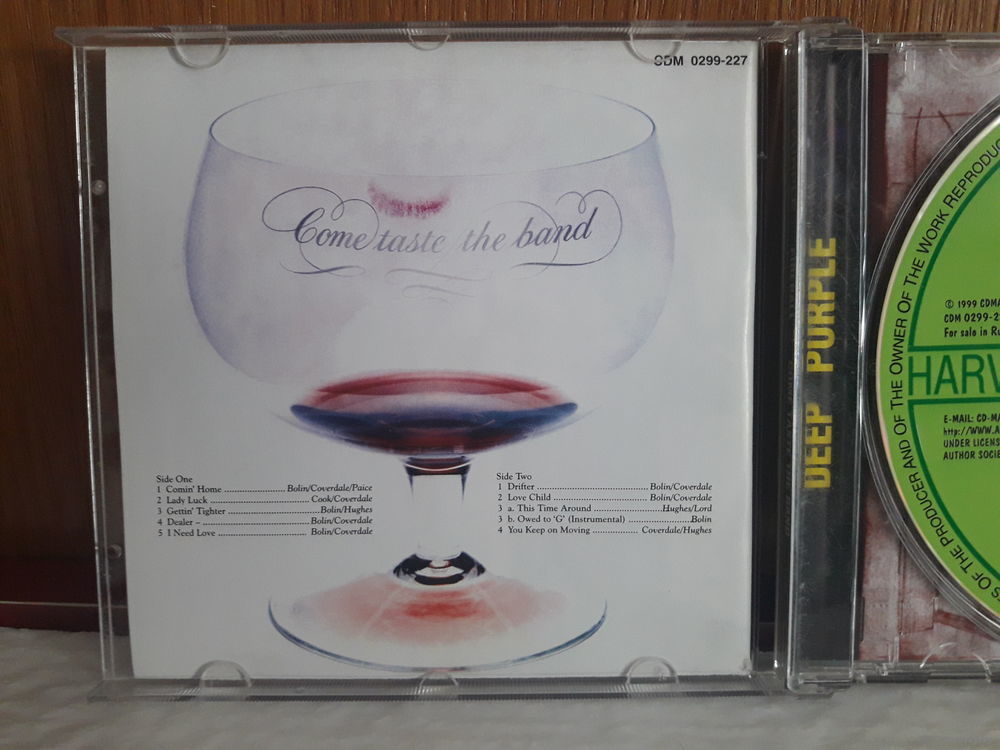 CDM 0299-227
Come taste the band
Side One
1 Comin' Home ........................ Bolin/Coverdale/Paice
2 Lady Luck ........................ Cook/Coverdale
3 Gettin' Tighter ........................ Bolin/Hughes
4 Dealer – ........................ Bolin/Coverdale
5 I Need Love ........................ Bolin/Coverdale
Side Two
1 Drifter ........................ Bolin/Coverdale
2 Love Child ........................ Bolin/Coverdale
3 a. This Time Around ........................ Hughes/Lord
3 b. Owed to 'G' (Instrumental) ........................ Bolin
4 You Keep on Moving ................. Coverdale/Hughes
DEEP PURPLE
OF THE PRODUCER AND OF THE OWNER OF THE WORK REPRODUC
© 1999 CDMA
CDM 0299-2
For sale in Ru
HARV
E-MAIL: CD-MA
http://WWW.A
UNDER LICENS
AUTHOR SOCIE